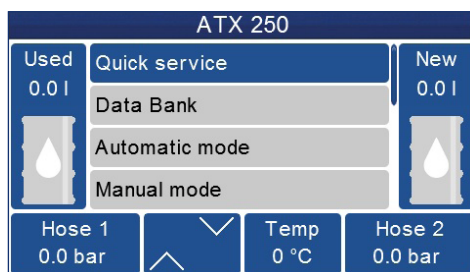 ATX 250
Used
0.0 l
Quick service
Data Bank
Automatic mode
Manual mode
New
0.0 l
Hose 1
0.0 bar
Temp
0 °C
Hose 2
0.0 bar